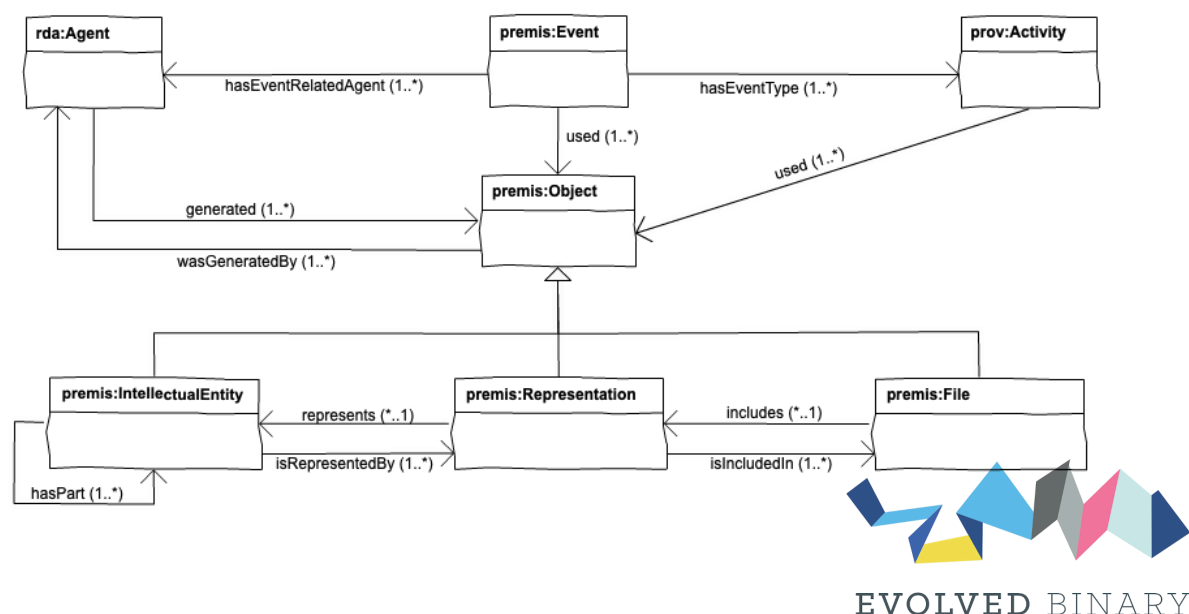 rda:Agent
premis:Event
prov:Activity
hasEventRelatedAgent (1..*)
hasEventType (1..*)
used (1..*)
used (1..*)
premis:Object
generated (1..*)
wasGeneratedBy (1..*)
premis:IntellectualEntity
premis:Representation
premis:File
represents (*..1)
includes (*..1)
isRepresentedBy (1..*)
isIncludedIn (1..*)
hasPart (1..*)
EVOLVED BINARY